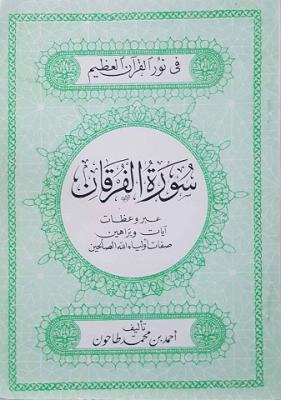 في نور القرآن العظيم
سورة الفرقان
عبر وعظات
آيات وبراهين
صفات أولياء الله الصالحين
تأليف
أحمد بن محمد طاحون